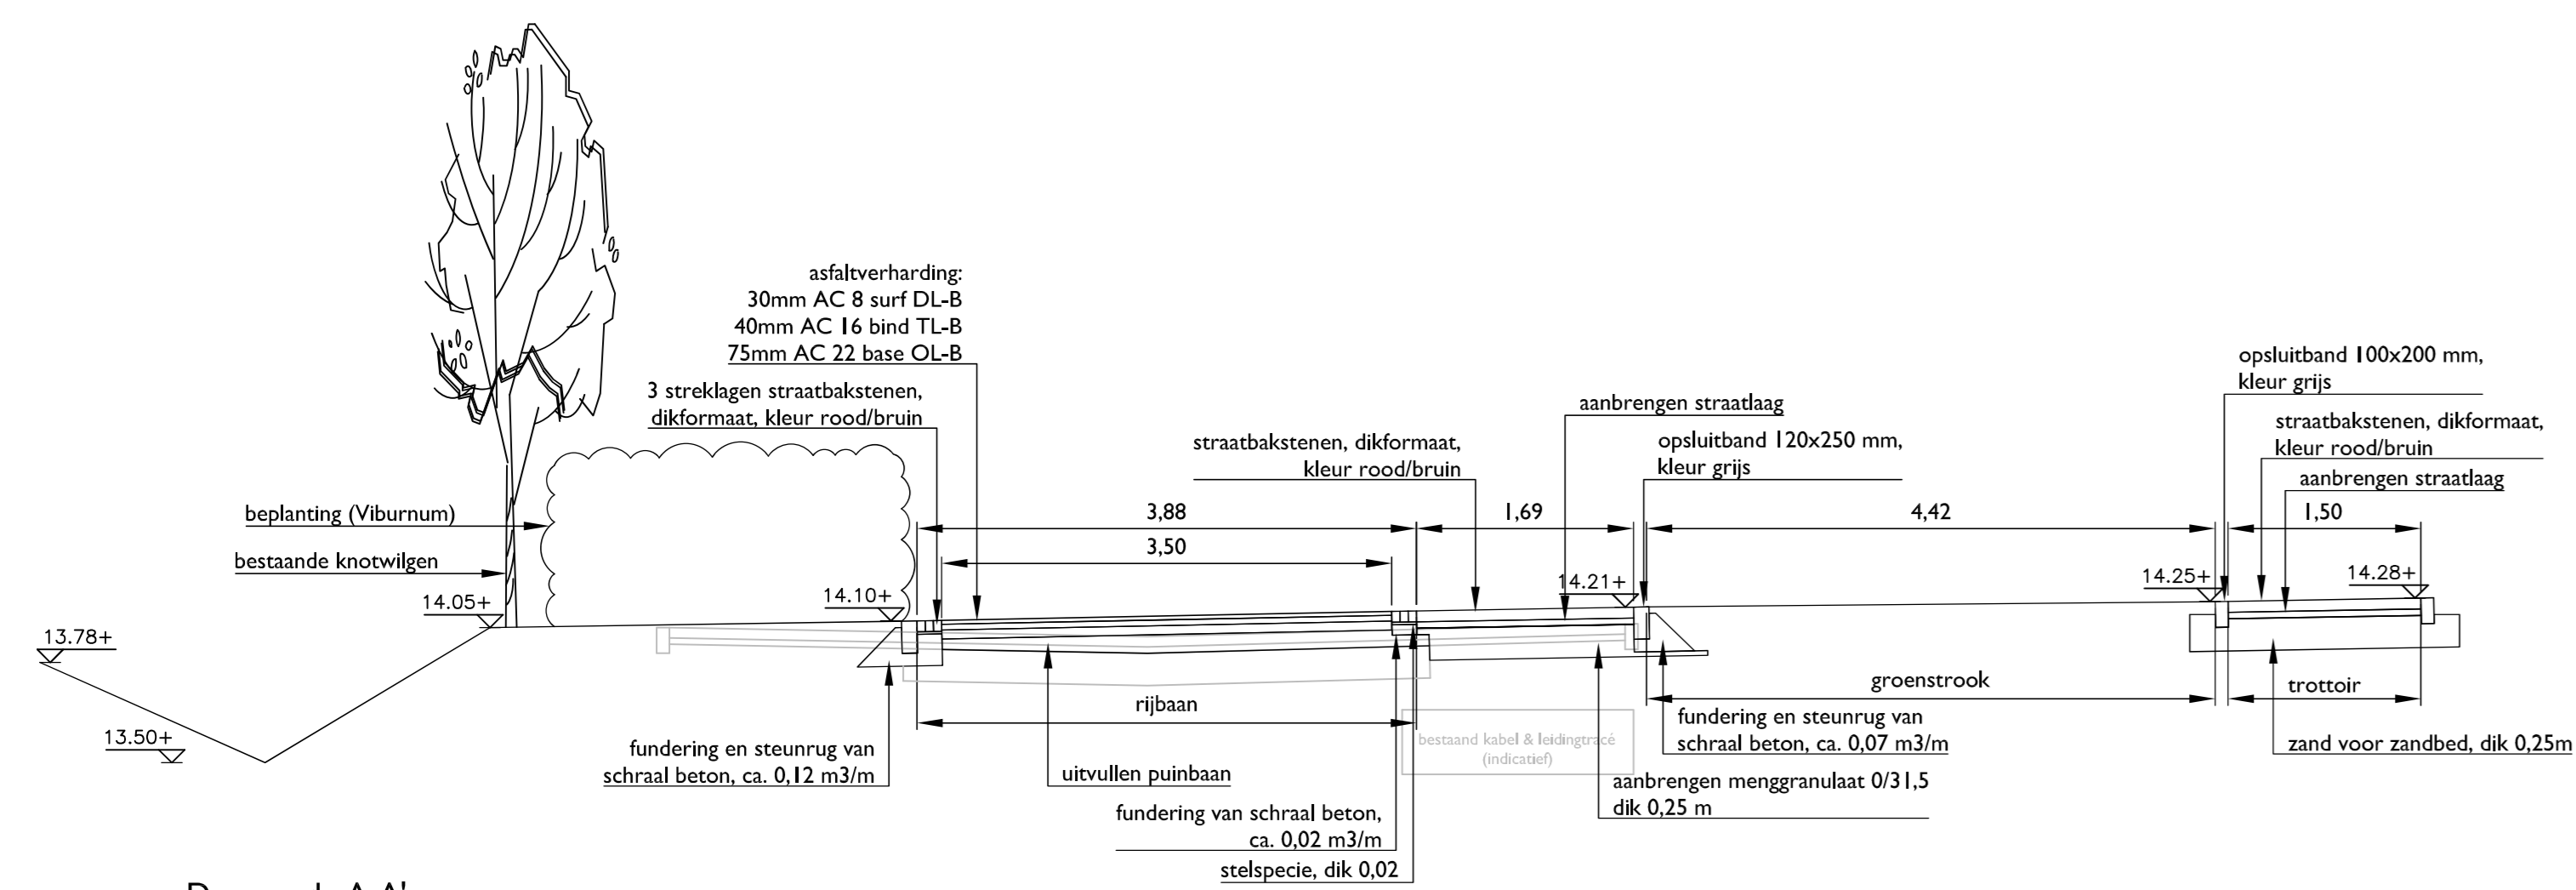 asfaltverharding:
30mm AC 8 surf DL-B
40mm AC 16 bind TL-B
75mm AC 22 base OL-B
3 streklagen straatbakstenen,
dikformaat, kleur rood/bruin
opsluitband 100x200 mm,
kleur grijs
aanbrengen straatlaag
straatbakstenen, dikformaat,
kleur rood/bruin
straatbakstenen, dikformaat,
kleur rood/bruin
opsluitband 120x250 mm,
kleur grijs
aanbrengen straatlaag
beplanting (Viburnum)
3,88
1,69
4,42
1,50
bestaande knotwilgen
3,50
14.05+
14.10+
14.21+
14.25+
14.28+
13.78+
13.50+
groenstrook
trottoir
rijbaan
fundering en steunrug van
schraal beton, ca. 0,12 m3/m
uitvullen puinbaan
bestaand kabel & leidingtracé
(indicatief)
fundering en steunrug van
schraal beton, ca. 0,07 m3/m
zand voor zandbed, dik 0,25m
aanbrengen menggranulaat 0/31,5
dik 0,25 m
fundering van schraal beton,
ca. 0,02 m3/m
stelspecie, dik 0,02